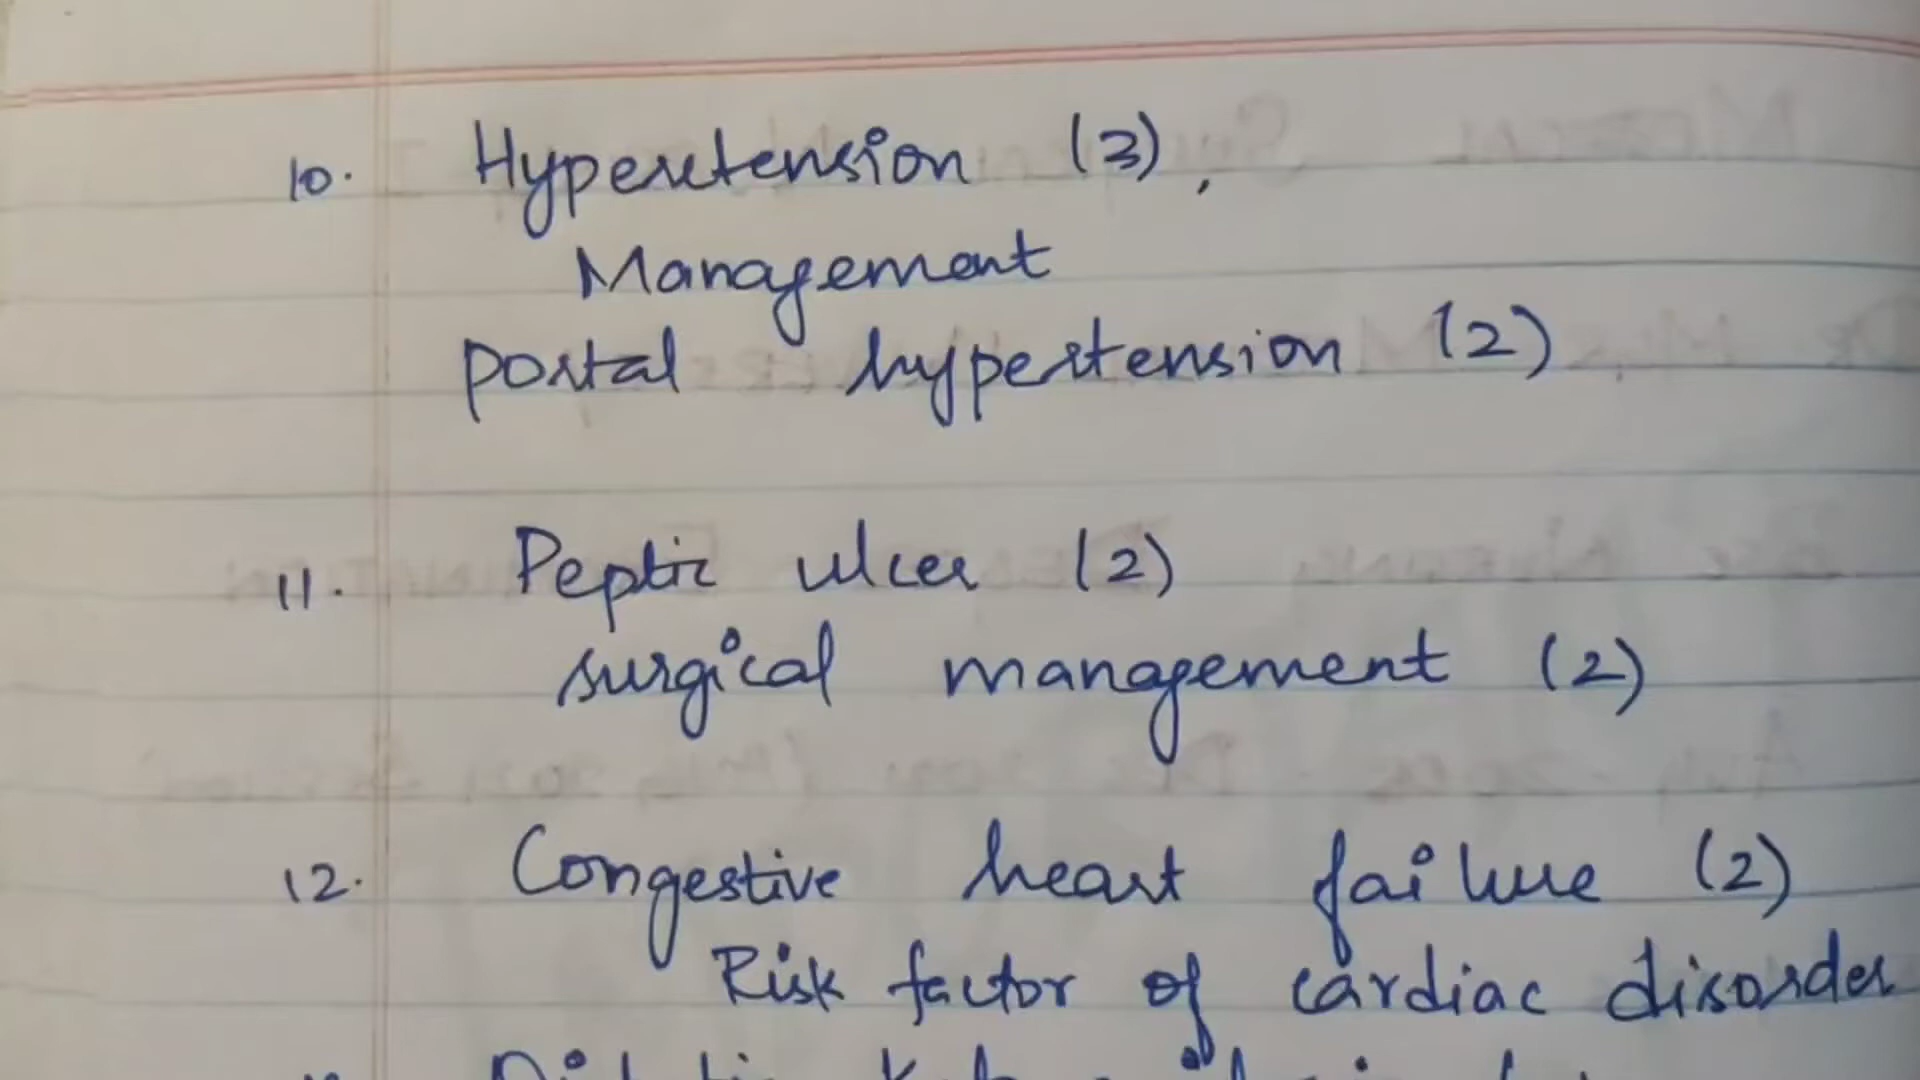 10. Hypertension (3),
Management
portal hypertension (2)
11. Peptic ulcer (2)
surgical management (2)
12. Congestive heart failure (2)
Risk factor of cardiac disorder